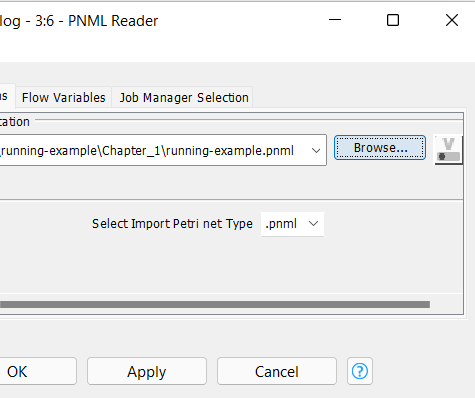 log - 3:6 - PNML Reader
ns Flow Variables Job Manager Selection
cation
running-example\Chapter_1\running-example.pnml Browse... V
Select Import Petri net Type .pnml
OK Apply Cancel ?